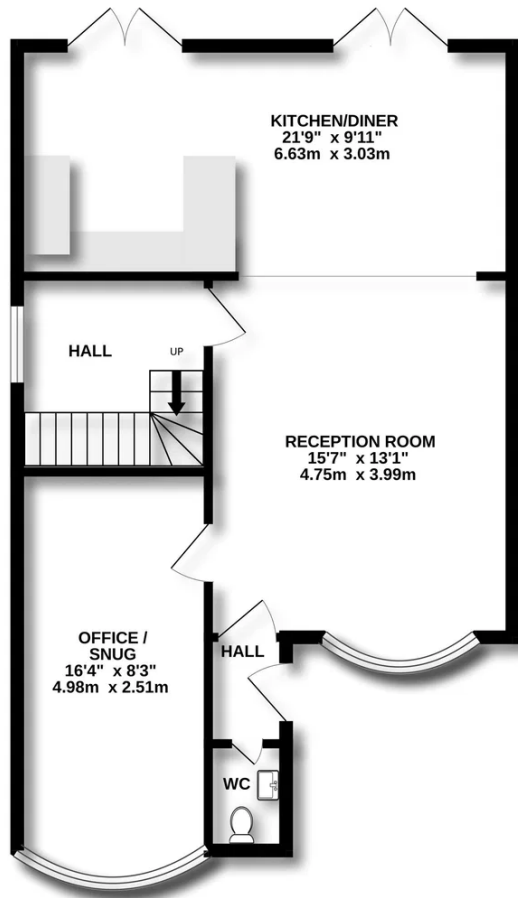 KITCHEN/DINER
21'9" x 9'11"
6.63m x 3.03m
HALL
UP
RECEPTION ROOM
15'7" x 13'1"
4.75m x 3.99m
OFFICE /
SNUG
16'4" x 8'3"
4.98m x 2.51m
HALL
WC